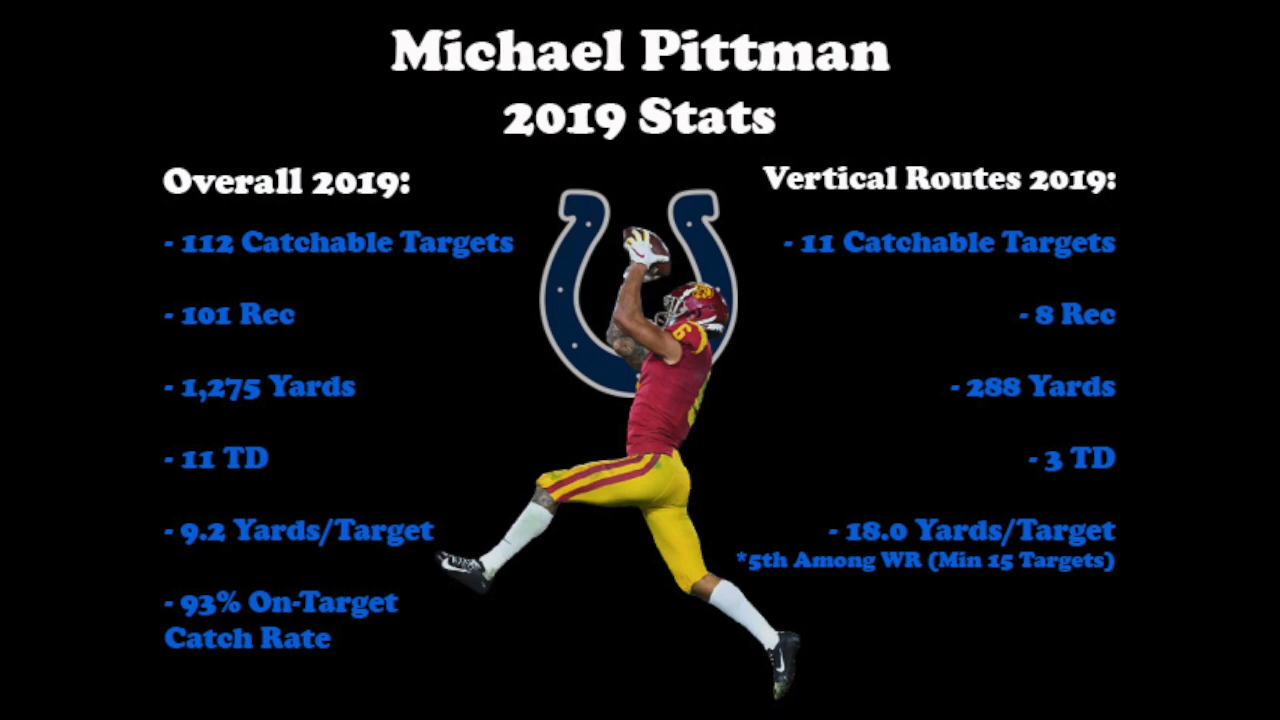 Michael Pittman
2019 Stats
Overall 2019:
- 112 Catchable Targets
- 101 Rec
- 1,275 Yards
- 11 TD
- 9.2 Yards/Target
- 93% On-Target
Catch Rate
Vertical Routes 2019:
- 11 Catchable Targets
- 8 Rec
- 288 Yards
- 3 TD
- 18.0 Yards/Target
*5th Among WR (Min 15 Targets)
6